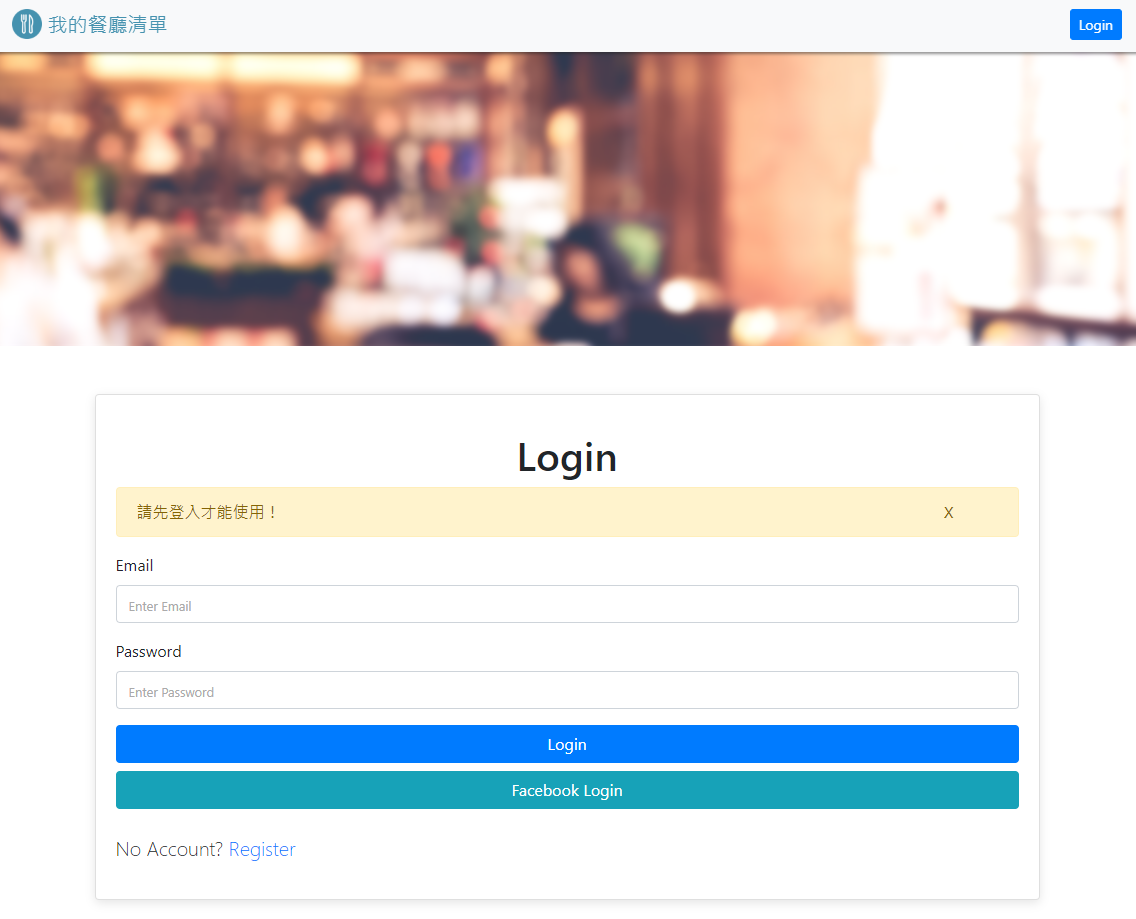 我的餐廳清單
Login
Login
請先登入才能使用！ X
Email
Enter Email
Password
Enter Password
Login
Facebook Login
No Account? Register